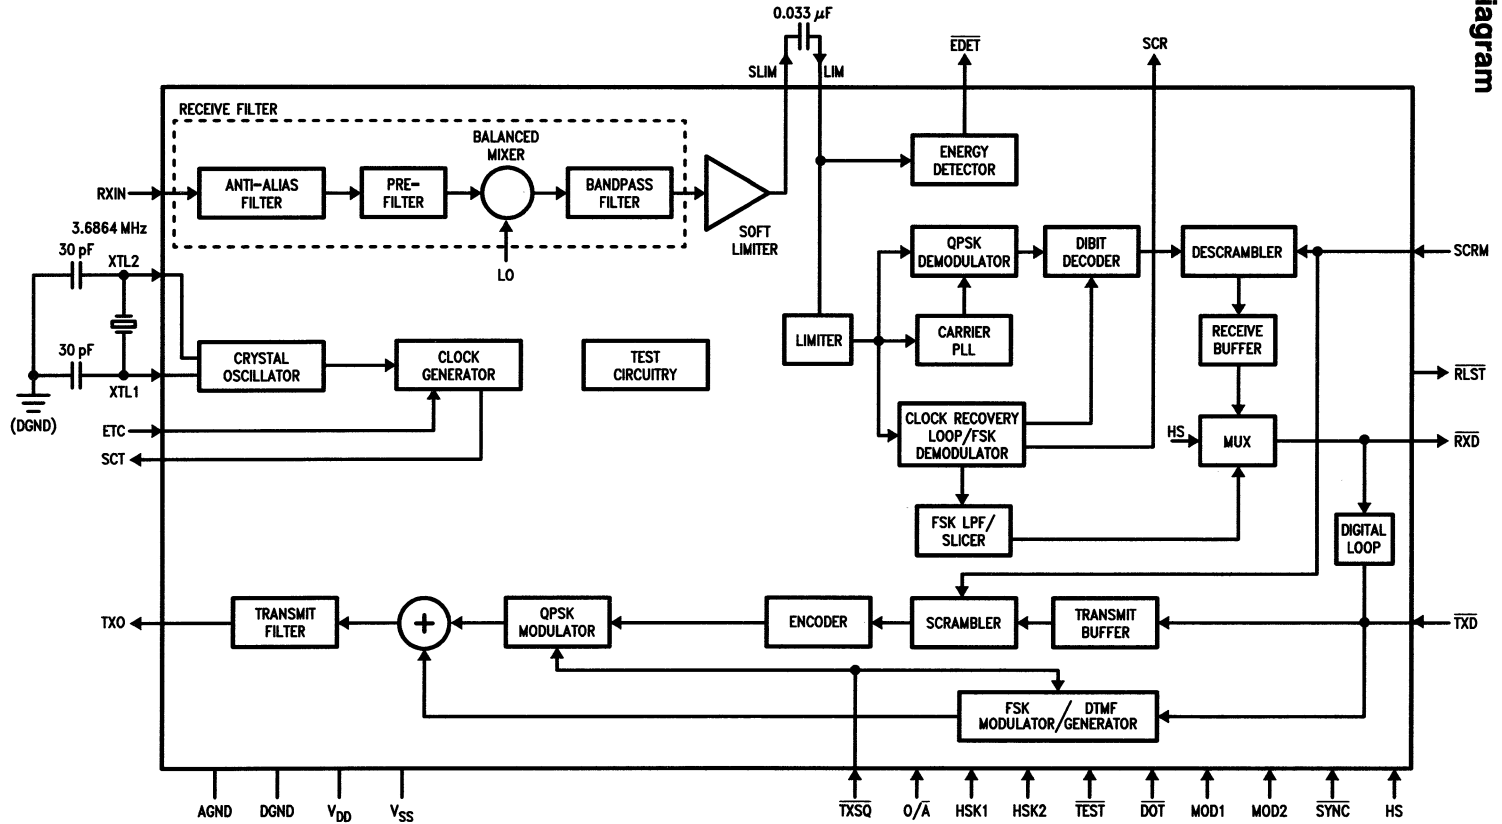 iagram
0.033 μF
SLIM
LIM
EDET
SCR
RECEIVE FILTER
BALANCED
MIXER
ENERGY
DETECTOR
RXIN
ANTI-ALIAS
FILTER
PRE-
FILTER
BANDPASS
FILTER
SOFT
LIMITER
LO
3.6864 MHz
30 pF
XTL2
QPSK
DEMODULATOR
DIBIT
DECODER
DESCRAMBLER
SCRM
LIMITER
CARRIER
PLL
RECEIVE
BUFFER
30 pF
XTL1
(DGND)
CRYSTAL
OSCILLATOR
CLOCK
GENERATOR
TEST
CIRCUITRY
RLST
ETC
SCT
CLOCK RECOVERY
LOOP/FSK
DEMODULATOR
HS
MUX
RXD
FSK LPF/
SLICER
DIGITAL
LOOP
TXO
TRANSMIT
FILTER
+
QPSK
MODULATOR
ENCODER
SCRAMBLER
TRANSMIT
BUFFER
TXD
FSK / DTMF
MODULATOR/GENERATOR
AGND
DGND
VDD
VSS
TXSQ
O/A
HSK1
HSK2
TEST
DOT
MOD1
MOD2
SYNC
HS